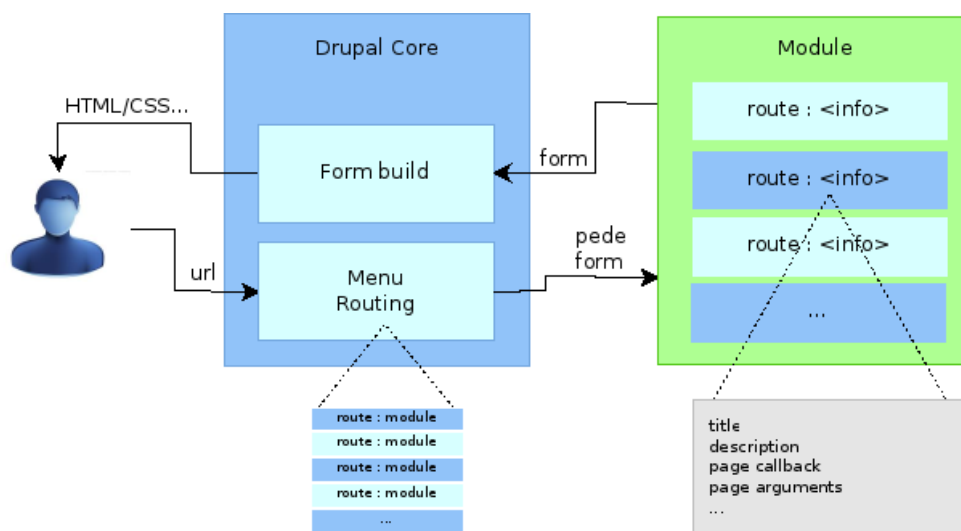 Drupal Core
Module
HTML/CSS...
route : <info>
Form build
form
route : <info>
url
Menu
Routing
pede
form
route : <info>
...
route : module
route : module
route : module
route : module
...
title
description
page callback
page arguments
...